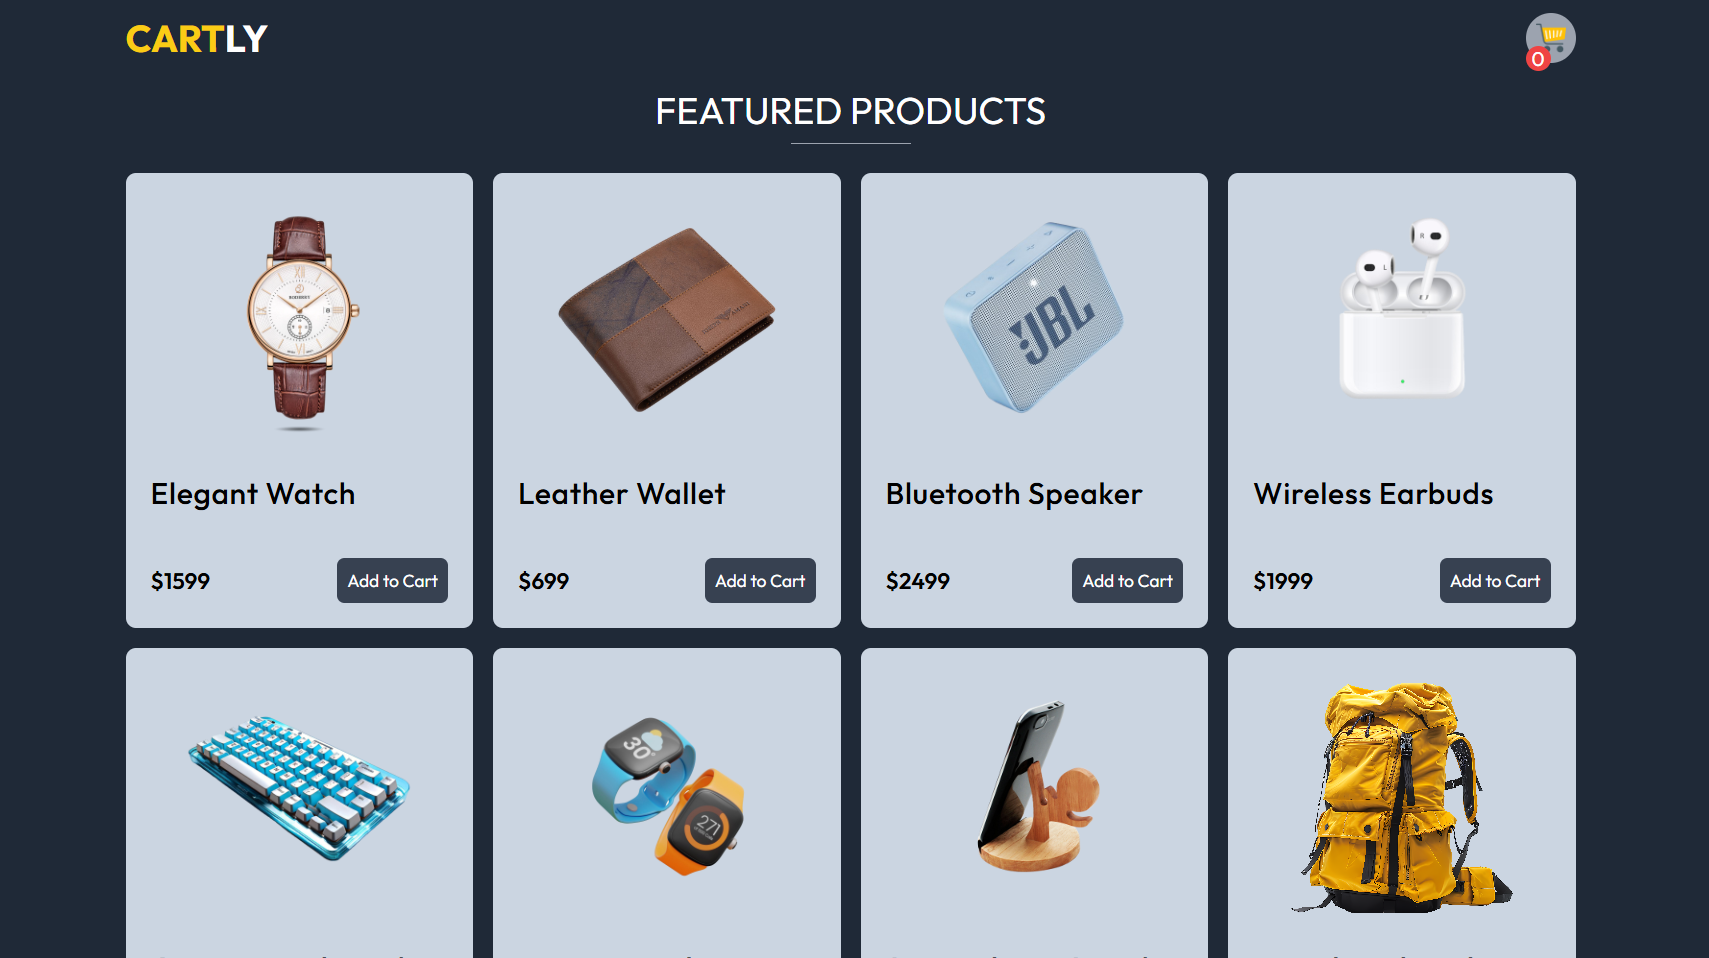 CARTLY
0
FEATURED PRODUCTS
JBL
R
L
Elegant Watch
Leather Wallet
Bluetooth Speaker
Wireless Earbuds
$1599
Add to Cart
$699
Add to Cart
$2499
Add to Cart
$1999
Add to Cart
30°
271